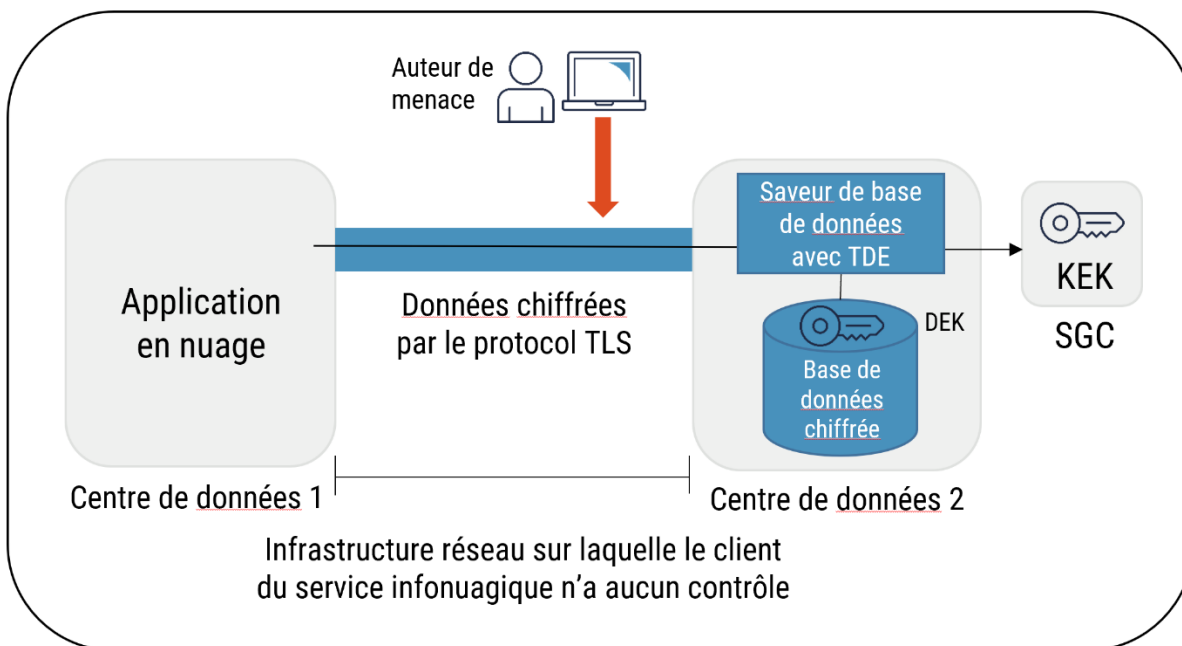 Auteur de
menace
Application
en nuage
Données chiffrées
par le protocol TLS
Saveur de base
de données
avec TDE
DEK
Base de
données
chiffrée
KEK
SGC
Centre de données 1
Centre de données 2
Infrastructure réseau sur laquelle le client
du service infonuagique n’a aucun contrôle